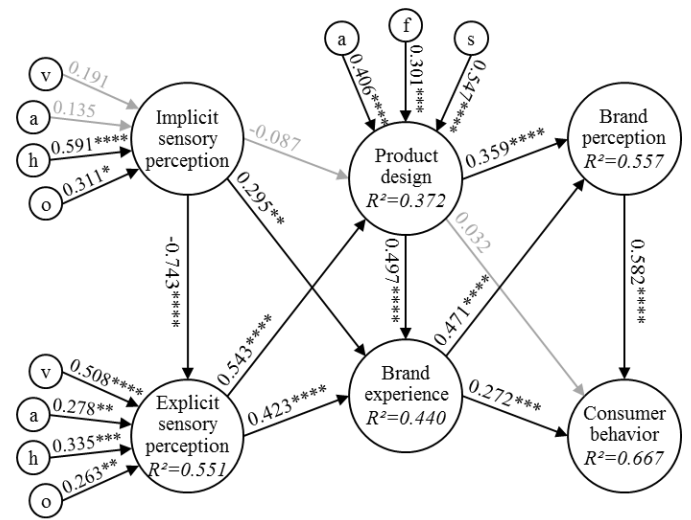 a
f
s
0.406****
0.301***
0.547****
v
0.191
a
0.135
h
0.591****
o
0.311*
Implicit
sensory
perception
-0.087
Product
design
R²=0.372
0.359****
Brand
perception
R²=0.557
0.295**
-0.743****
0.543****
0.497****
0.032
0.471****
0.582****
v
0.508****
a
0.278**
h
0.335***
o
0.263**
Explicit
sensory
perception
R²=0.551
0.423****
Brand
experience
R²=0.440
0.272***
Consumer
behavior
R²=0.667